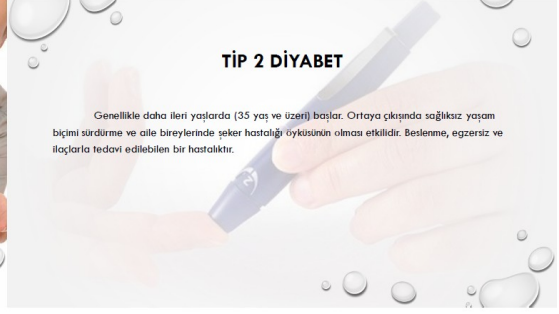 TİP 2 DİYABET
Genellikle daha ileri yaşlarda (35 yaş ve üzeri) başlar. Ortaya çıkışında sağlıksız yaşam
biçimi sürdürme ve aile bireylerinde şeker hastalığı öyküsünün olması etkilidir. Beslenme, egzersiz ve
ilaçlarla tedavi edilebilen bir hastalıktır.